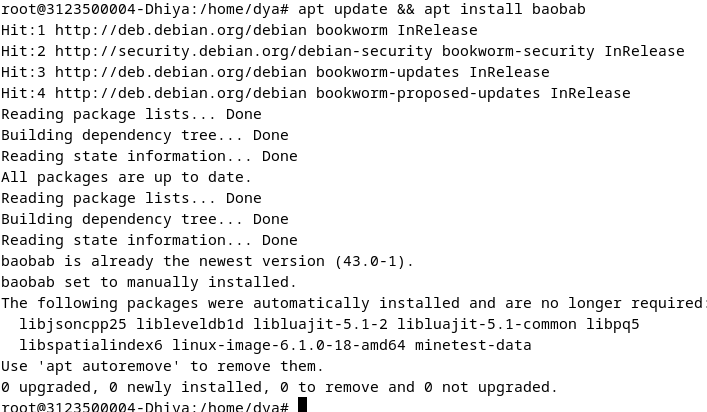 root@3123500004-Dhiya:/home/dya# apt update && apt install baobab
Hit:1 http://deb.debian.org/debian bookworm InRelease
Hit:2 http://security.debian.org/debian-security bookworm-security InRelease
Hit:3 http://deb.debian.org/debian bookworm-updates InRelease
Hit:4 http://deb.debian.org/debian bookworm-proposed-updates InRelease
Reading package lists... Done
Building dependency tree... Done
Reading state information... Done
All packages are up to date.
Reading package lists... Done
Building dependency tree... Done
Reading state information... Done
baobab is already the newest version (43.0-1).
baobab set to manually installed.
The following packages were automatically installed and are no longer required:
  libjsoncpp25 libleveldb1d libluajit-5.1-2 libluajit-5.1-common libpq5
  libspatialindex6 linux-image-6.1.0-18-amd64 minetest-data
Use 'apt autoremove' to remove them.
0 upgraded, 0 newly installed, 0 to remove and 0 not upgraded.
root@3123500004-Dhiya:/home/dya#